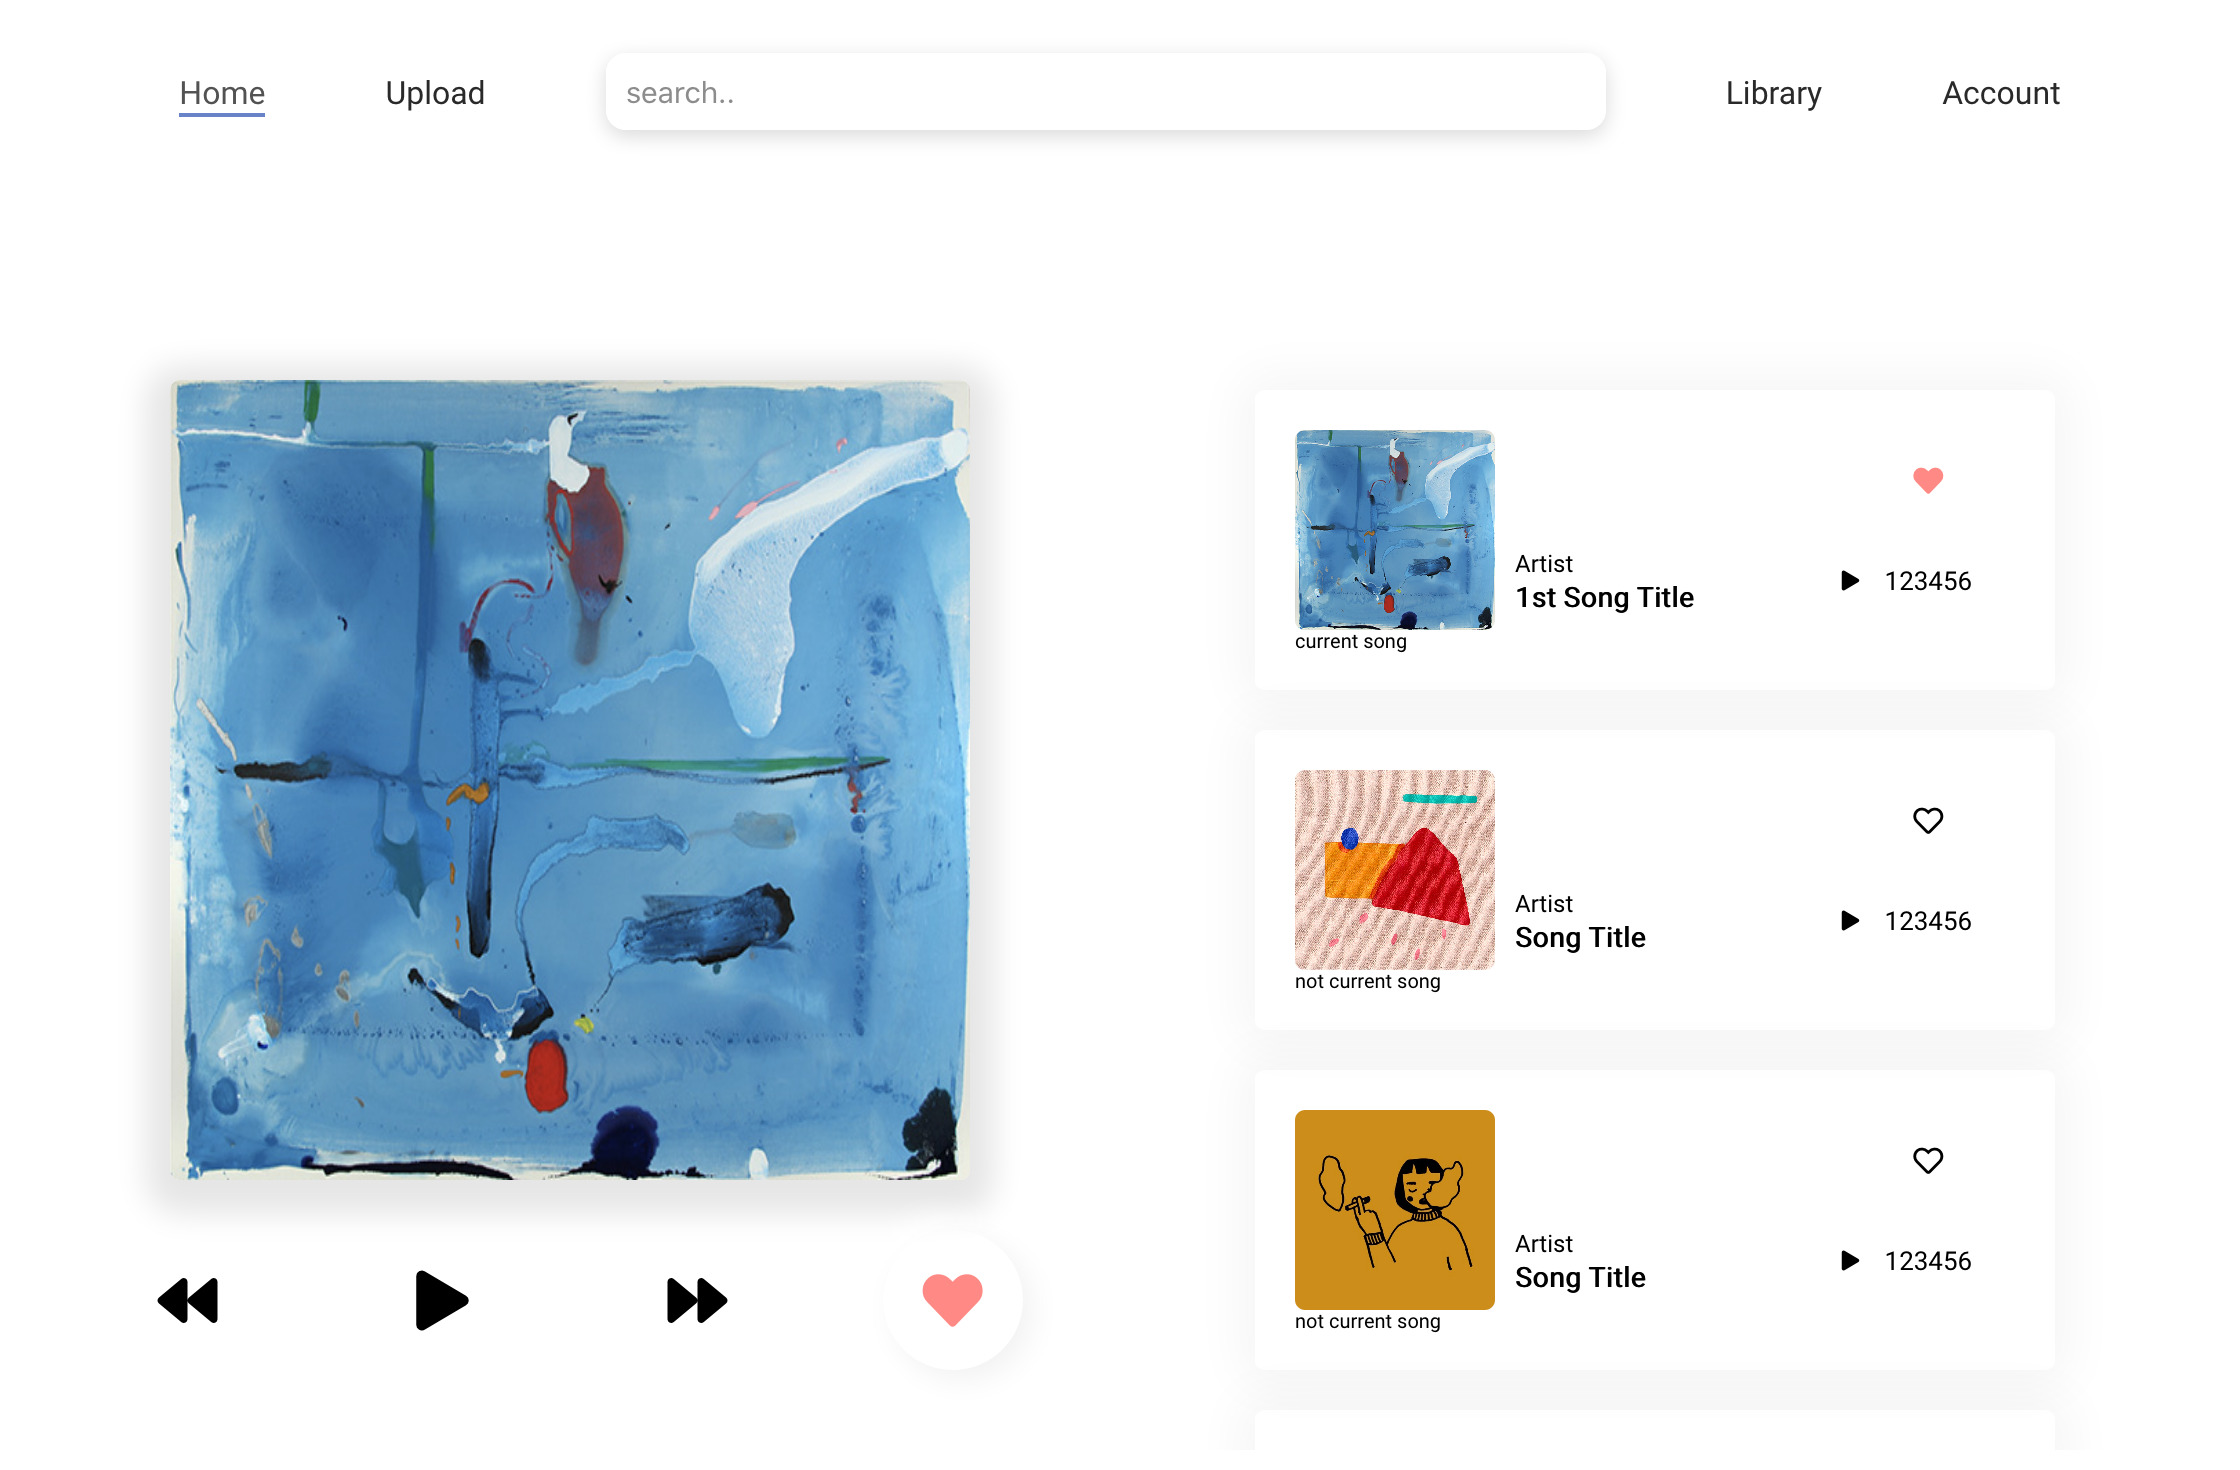 Home
Upload
search..
Library
Account
Artist
1st Song Title
123456
current song
Artist
Song Title
123456
not current song
Artist
Song Title
123456
not current song